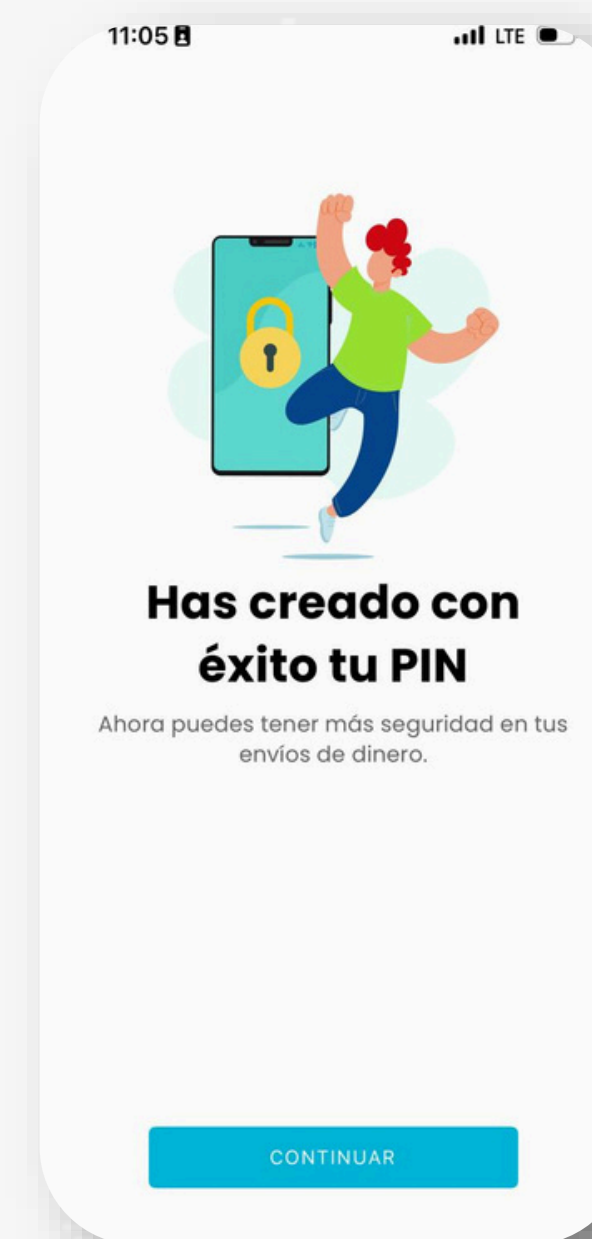 11:05
LTE
Has creado con
éxito tu PIN
Ahora puedes tener más seguridad en tus
envíos de dinero.
CONTINUAR